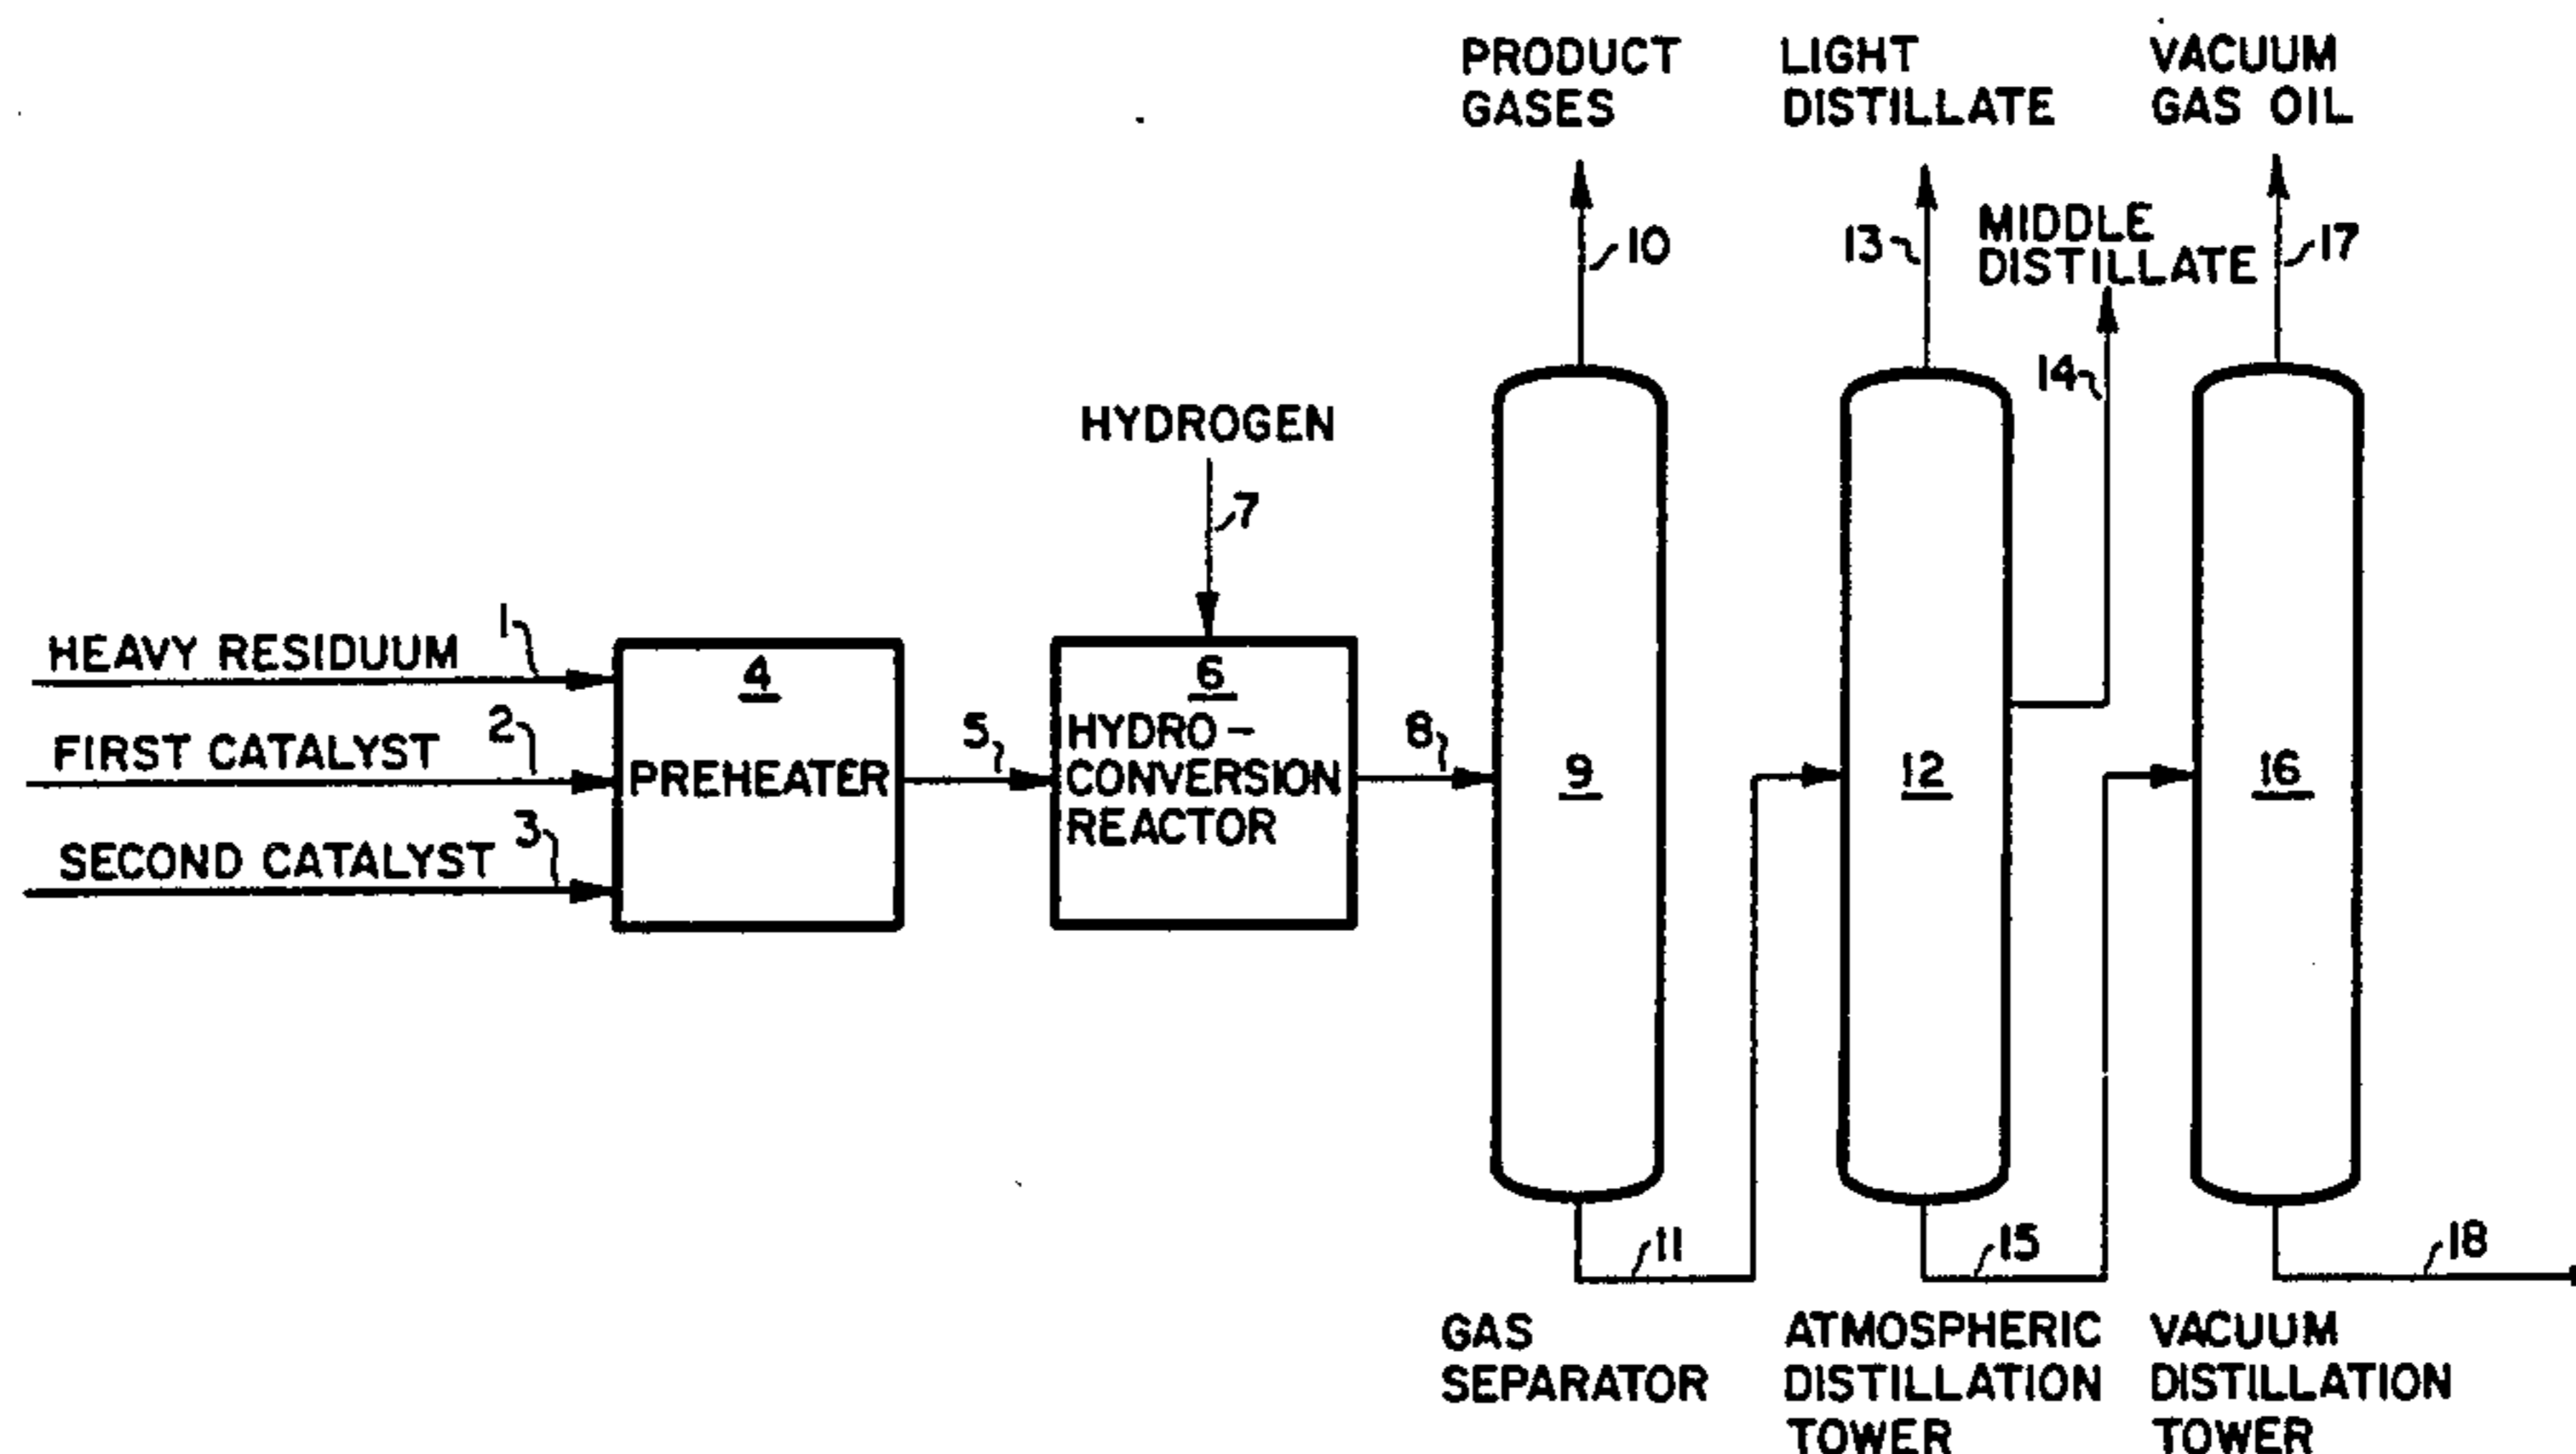 PRODUCT
GASES
LIGHT
DISTILLATE
VACUUM
GAS OIL
10
13
MIDDLE
DISTILLATE
17
14
HYDROGEN
7
HEAVY RESIDUUM
1
FIRST CATALYST
2
SECOND CATALYST
3
4
PREHEATER
5
6
HYDRO-
CONVERSION
REACTOR
8
9
12
16
11
15
18
GAS
SEPARATOR
ATMOSPHERIC
DISTILLATION
TOWER
VACUUM
DISTILLATION
TOWER